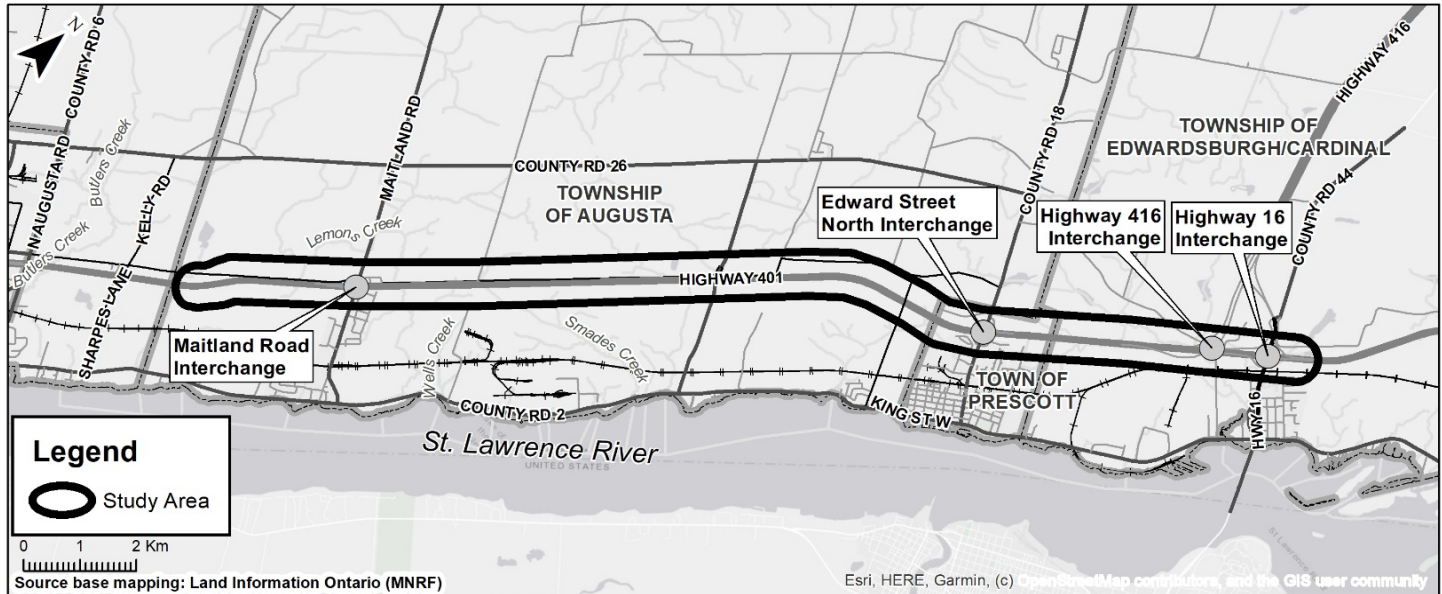 N
COUNTY RD 6
N AUGUSTA RD
Butlers Creek
Butlers Creek
KELLY RD
SHARPES LANE
MAITLAND RD
Lemons Creek
COUNTY RD 26
TOWNSHIP
OF AUGUSTA
HIGHWAY 401
Maitland Road
Interchange
Wells Creek
Smades Creek
COUNTY RD 2
Edward Street
North Interchange
COUNTY RD 18
TOWNSHIP OF
EDWARDSBURGH/CARDINAL
HIGHWAY 416
COUNTY RD 44
Highway 416
Interchange
Highway 16
Interchange
TOWN OF
PRESCOTT
KING ST W
HWY 16
St. Lawrence River
UNITED STATES
St Lawrence
Legend
Study Area
0 1 2 Km
Source base mapping: Land Information Ontario (MNRF)
Esri, HERE, Garmin, (c) OpenStreetMap contributors, and the GIS user community